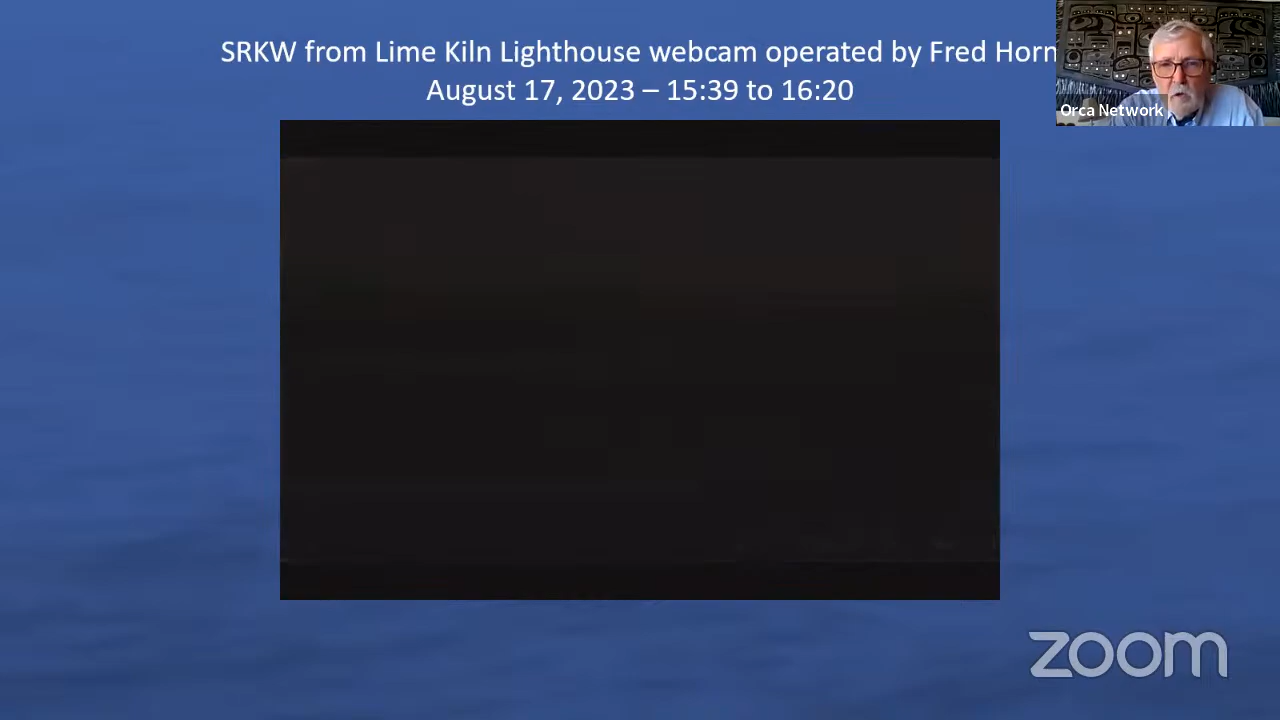 SRKW from Lime Kiln Lighthouse webcam operated by Fred Horn
August 17, 2023 – 15:39 to 16:20
Orca Network
zoom